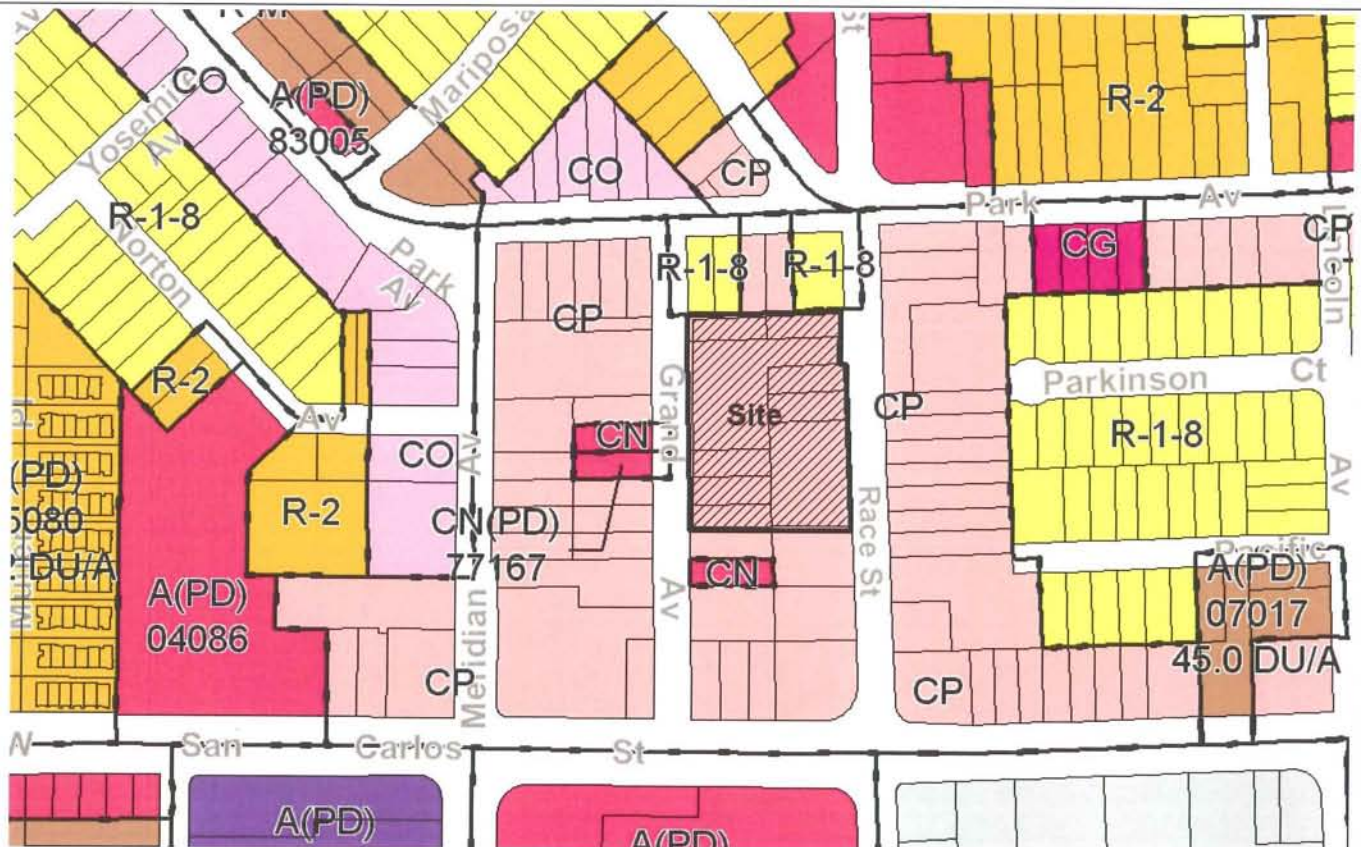 CO
Yosemite
Av
A(PD)
83005
Mariposa
St
R-2
CO
CP
Park
Av
R-1-8
Norton
Park
Av
R-1-8
R-1-8
CG
CP
Lincoln
CP
Grand
Site
CP
Parkinson
Ct
R-2
Av
CN
R-1-8
CO
Av
Av
(PD)
5080
DU/A
R-2
CN(PD)
77167
Race St
Pacific
A(PD)
04086
CN
A(PD)
07017
45.0 DU/A
Meridian
Av
CP
CP
W
San
Carlos
St
A(PD)
A(PD)